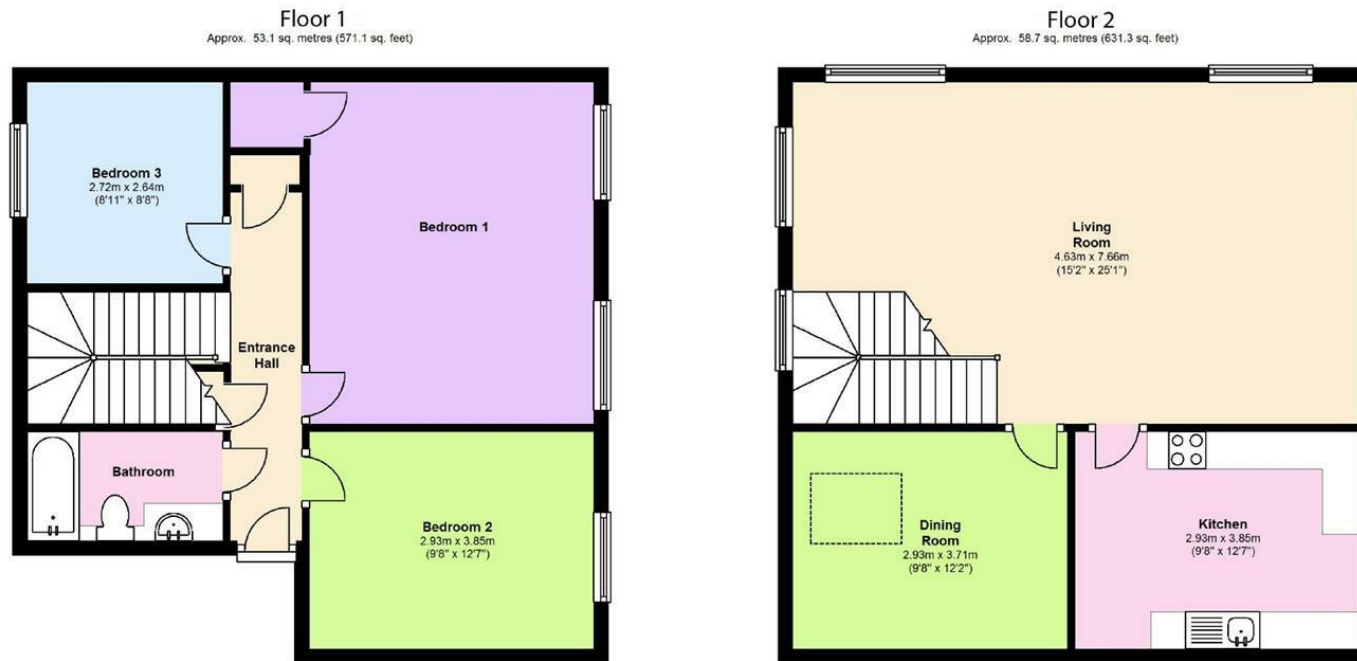 Floor 1
Approx. 53.1 sq. metres (571.1 sq. feet)
Bedroom 3
2.72m x 2.64m
(8'11" x 8'8")
Bedroom 1
Entrance
Hall
Bathroom
Bedroom 2
2.93m x 3.85m
(9'8" x 12'7")
Floor 2
Approx. 58.7 sq. metres (631.3 sq. feet)
Living
Room
4.63m x 7.66m
(15'2" x 25'1")
Dining
Room
2.93m x 3.71m
(9'8" x 12'2")
Kitchen
2.93m x 3.85m
(9'8" x 12'7")